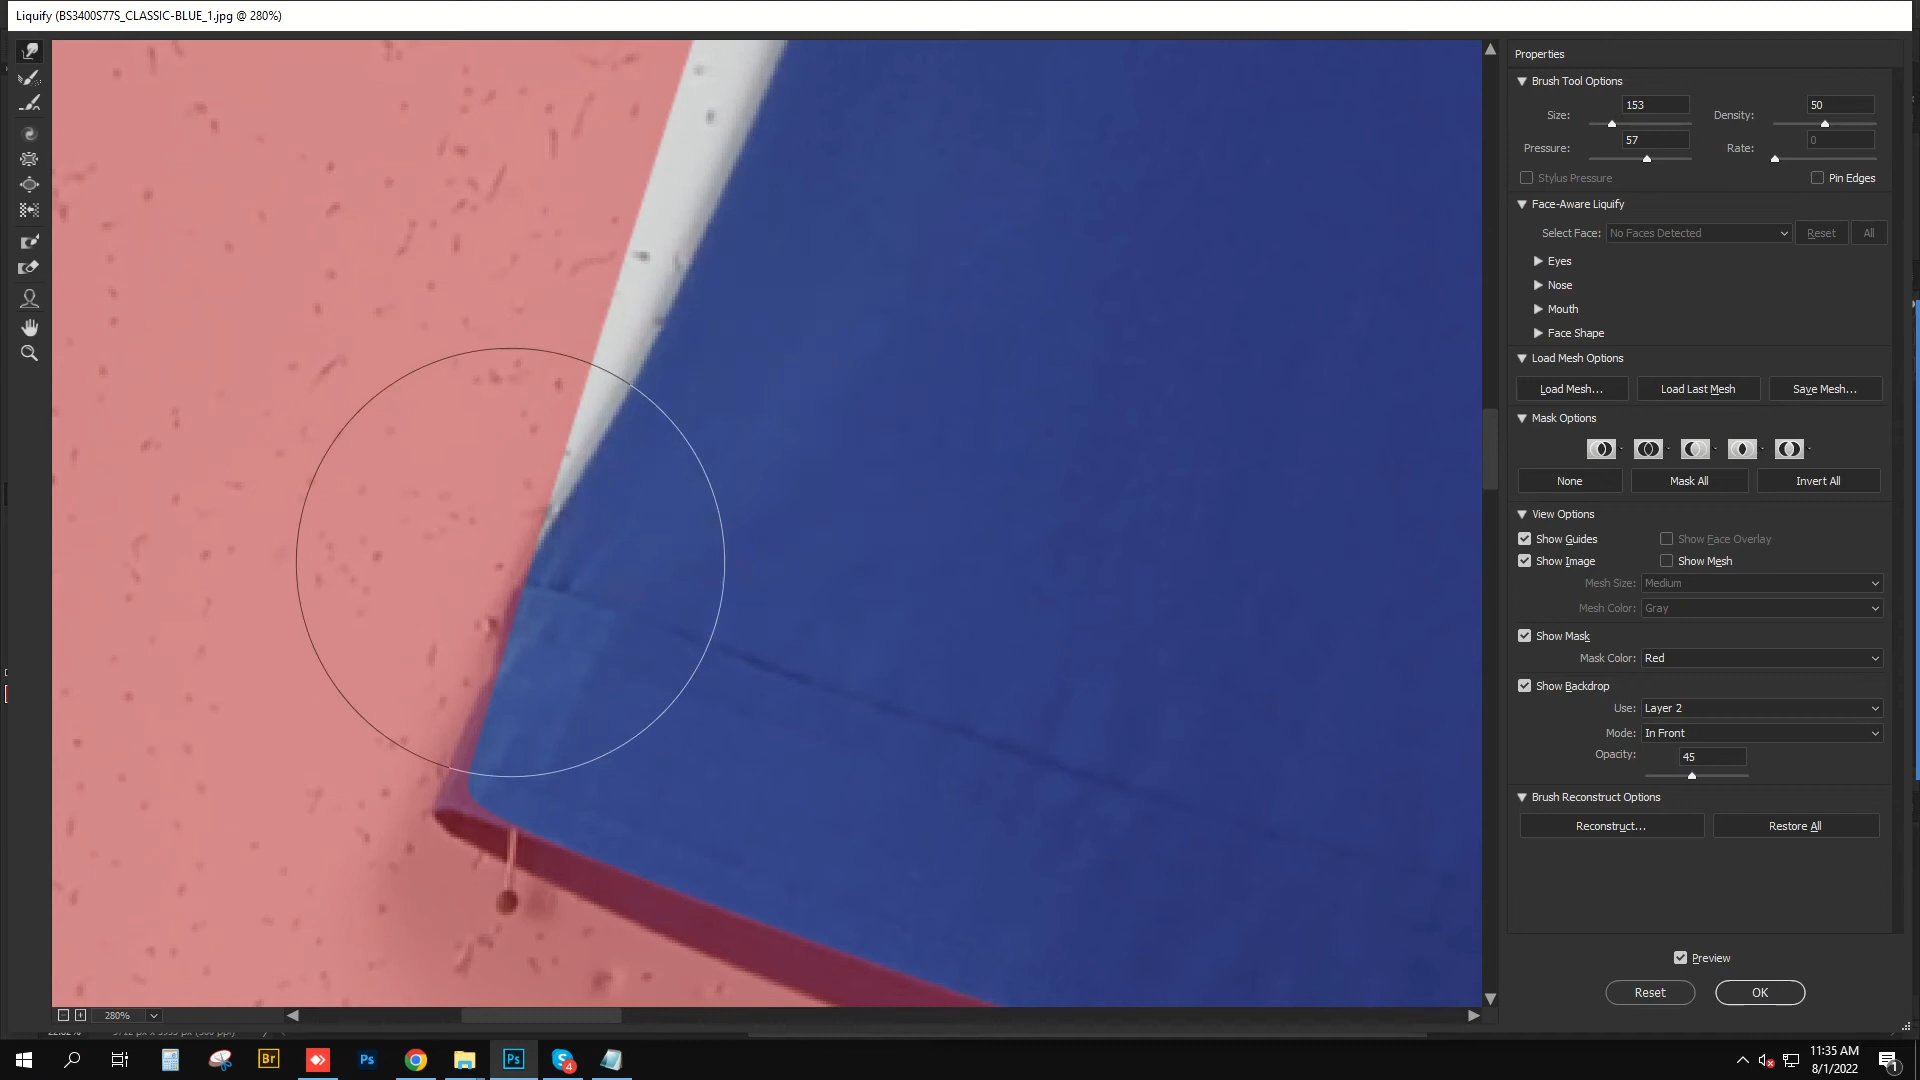 Liquify (BS3400S77S_CLASSIC-BLUE_1.jpg @ 280%)
Properties
Brush Tool Options
Size: 153 Density: 50
Pressure: 57 Rate: 0
Stylus Pressure Pin Edges
Face-Aware Liquify
Select Face: No Faces Detected Reset All
Eyes
Nose
Mouth
Face Shape
Load Mesh Options
Load Mesh... Load Last Mesh Save Mesh...
Mask Options
None Mask All Invert All
View Options
Show Guides Show Face Overlay
Show Image Show Mesh
Mesh Size: Medium
Mesh Color: Gray
Show Mask
Mask Color: Red
Show Backdrop
Use: Layer 2
Mode: In Front
Opacity: 45
Brush Reconstruct Options
Reconstruct... Restore All
Preview
Reset OK
280%
Br Ps Ps S 4
11:35 AM
8/1/2022
1